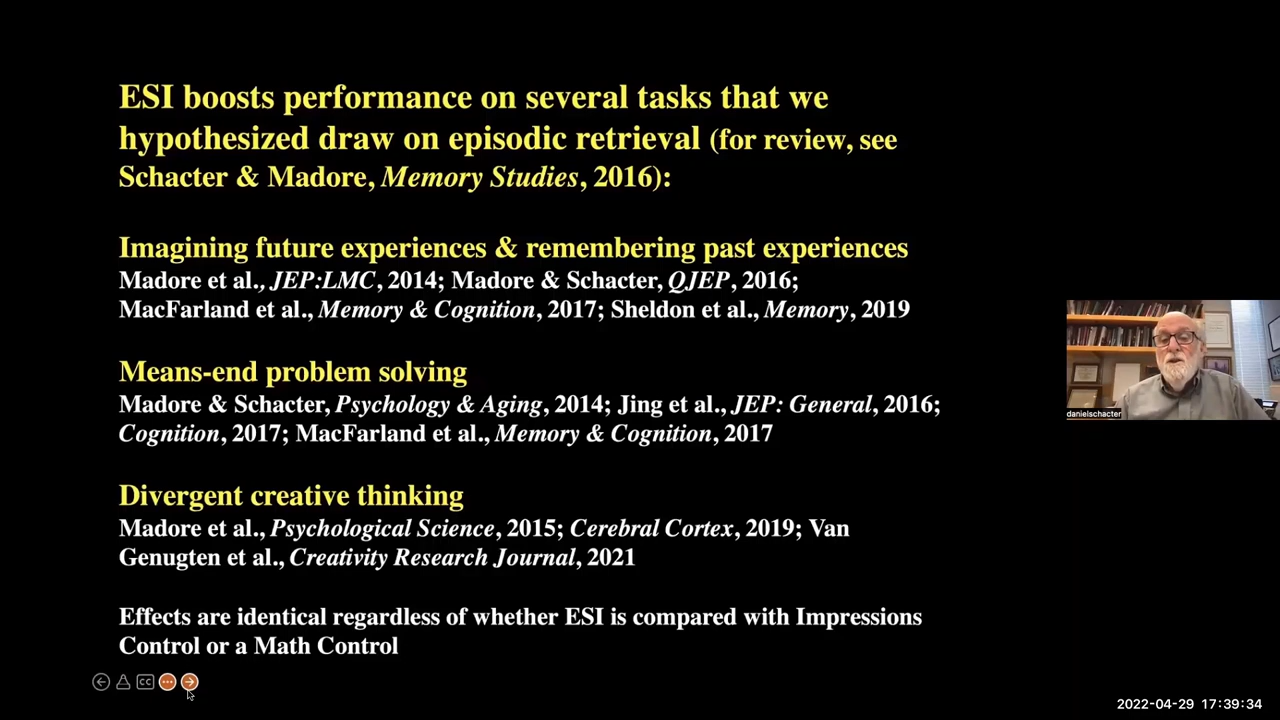 ESI boosts performance on several tasks that we
hypothesized draw on episodic retrieval (for review, see
Schacter & Madore, Memory Studies, 2016):
Imagining future experiences & remembering past experiences
Madore et al., JEP:LMC, 2014; Madore & Schacter, QJEP, 2016;
MacFarland et al., Memory & Cognition, 2017; Sheldon et al., Memory, 2019
Means-end problem solving
Madore & Schacter, Psychology & Aging, 2014; Jing et al., JEP: General, 2016;
Cognition, 2017; MacFarland et al., Memory & Cognition, 2017
Divergent creative thinking
Madore et al., Psychological Science, 2015; Cerebral Cortex, 2019; Van
Genugten et al., Creativity Research Journal, 2021
Effects are identical regardless of whether ESI is compared with Impressions
Control or a Math Control
CC
danielschacter
2022-04-29 17:39:34